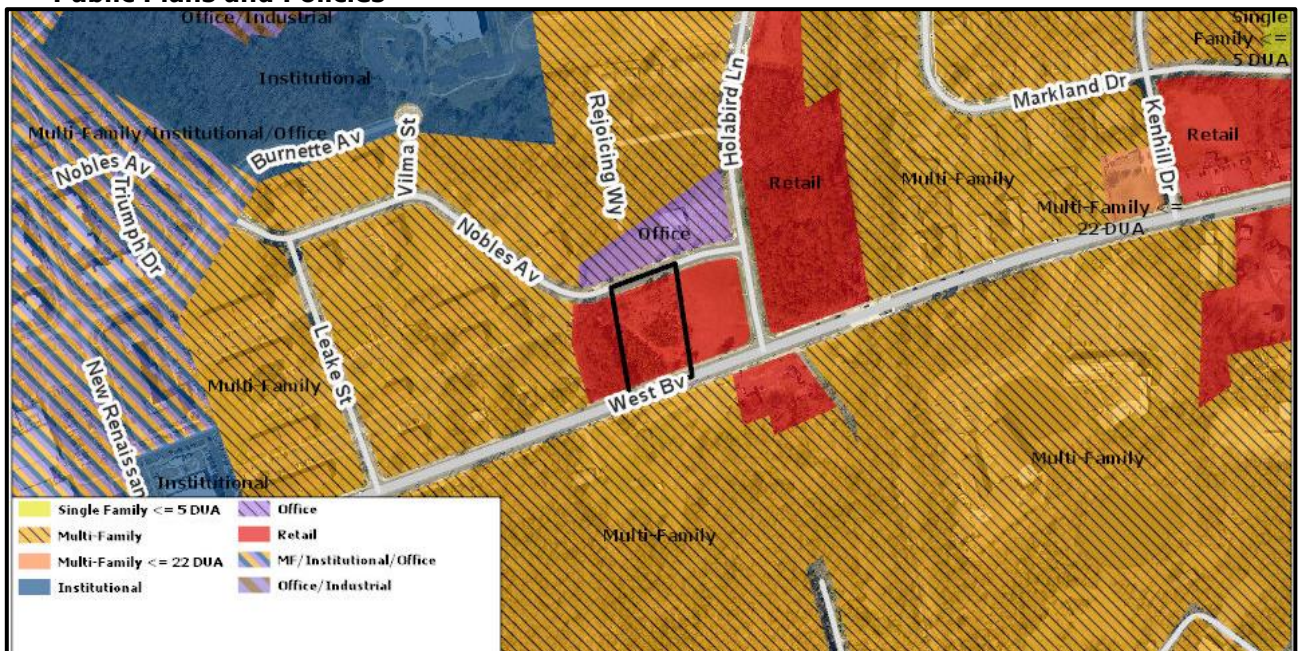 Public Plans and Policies
Office/Industrial
Single
Family <=
5 DUA
Institutional
Holabird Ln
Markland Dr
Kenhill Dr
Rejoicing Wy
Multi-Family/Institutional/Office
Burnette Av
Vilma St
Retail
Nobles Av
Triumph Dr
Retail
Multi-Family
Multi-Family <=
22 DUA
Nobles Av
Office
Leake St
New Renaissan
Multi-Family
West Bv
Multi-Family
Institutional
Multi-Family
Single Family <= 5 DUA
Multi-Family
Multi-Family <= 22 DUA
Institutional
Office
Retail
MF/Institutional/Office
Office/Industrial